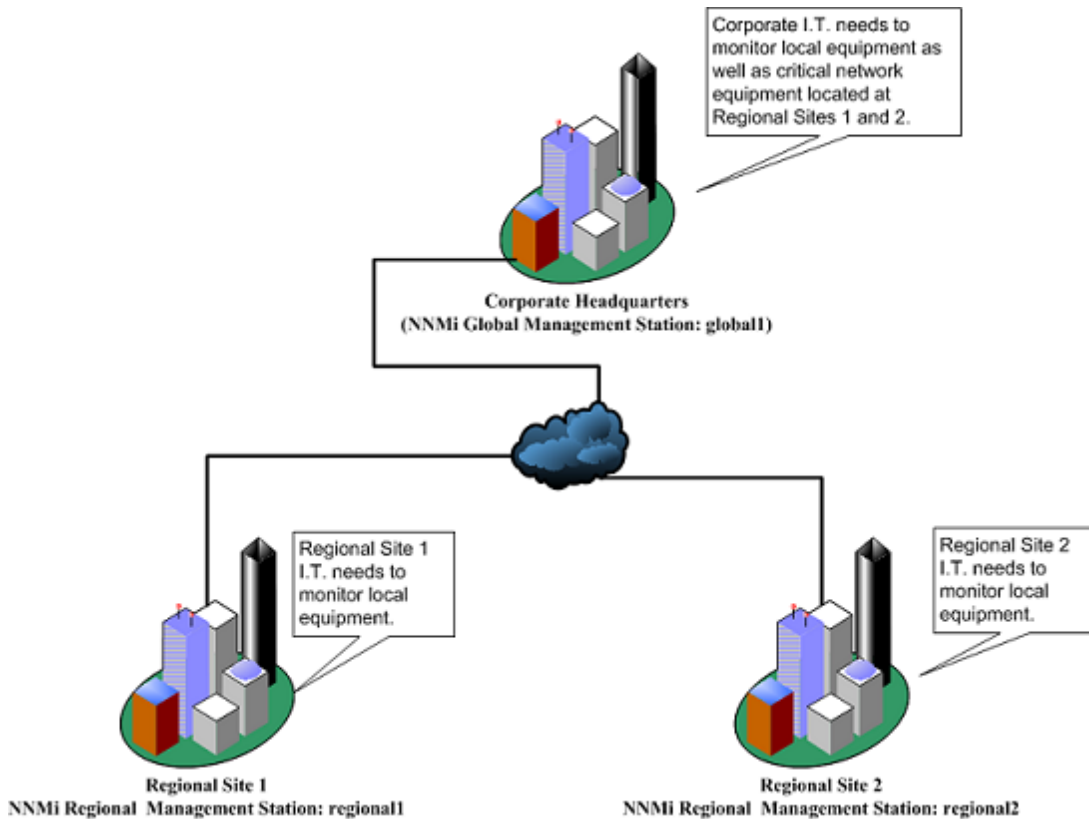 Corporate I.T. needs to
monitor local equipment as
well as critical network
equipment located at
Regional Sites 1 and 2.
Corporate Headquarters
(NNMi Global Management Station: global1)
Regional Site 1
I.T. needs to
monitor local
equipment.
Regional Site 2
I.T. needs to
monitor local
equipment.
Regional Site 1
NNMi Regional Management Station: regional1
Regional Site 2
NNMi Regional Management Station: regional2